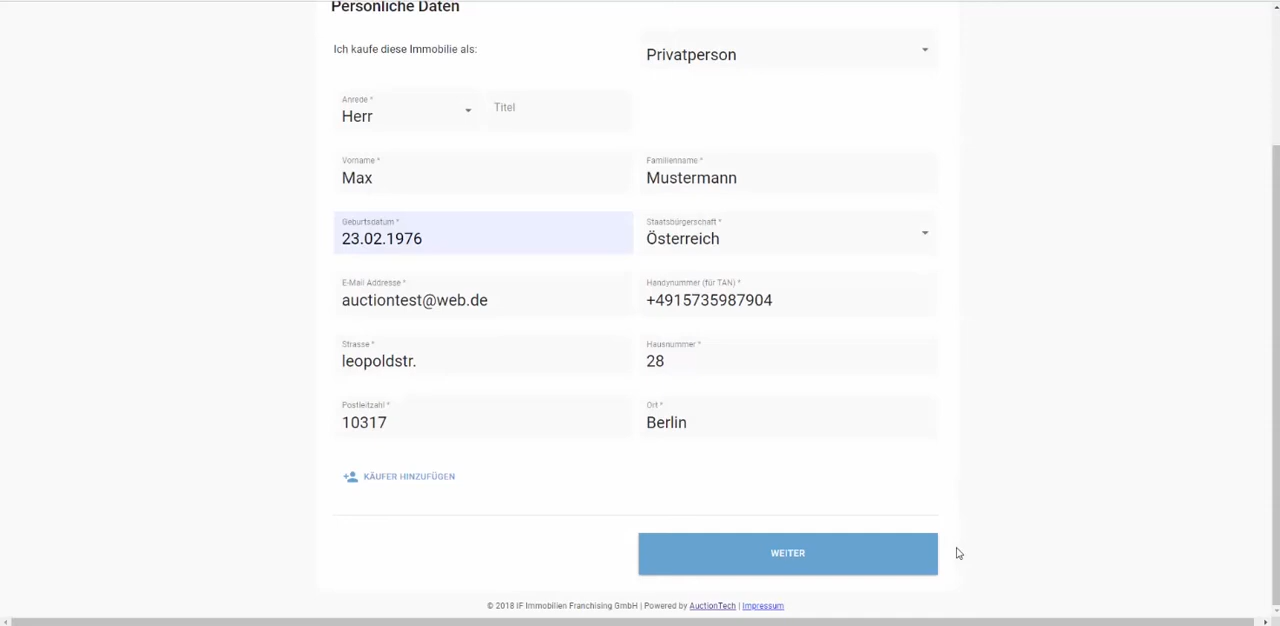 Persönliche Daten
Ich kaufe diese Immobilie als:
Privatperson
Anrede *
Herr
Titel
Vorname *
Max
Familienname *
Mustermann
Geburtsdatum *
23.02.1976
Staatsbürgerschaft *
Österreich
E-Mail Addresse *
auctiontest@web.de
Handynummer (für TAN) *
+4915735987904
Strasse *
leopoldstr.
Hausnummer *
28
Postleitzahl *
10317
Ort *
Berlin
KÄUFER HINZUFÜGEN
WEITER
© 2018 IF Immobilien Franchising GmbH | Powered by AuctionTech | Impressum